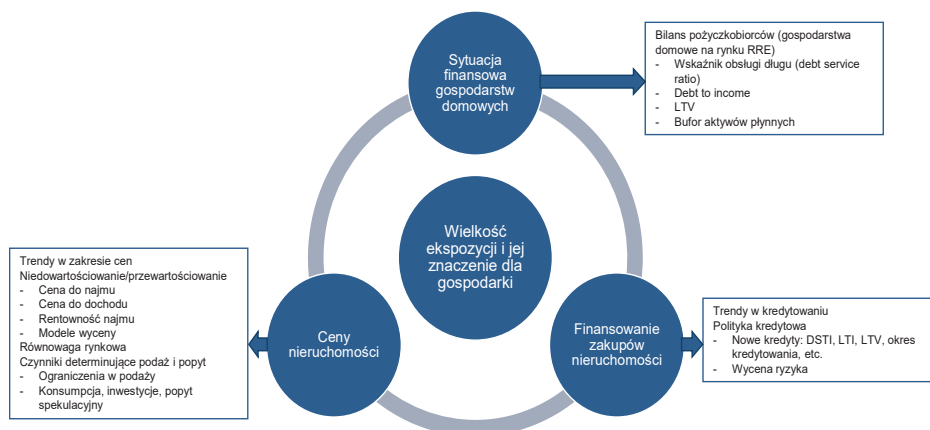 Sytuacja
finansowa
gospodarstw
domowych
Bilans pożyczkobiorców (gospodarstwa
domowe na rynku RRE)
- Wskaźnik obsługi długu (debt service
ratio)
- Debt to income
- LTV
- Bufor aktywów płynnych
Wielkość
ekspozycji i jej
znaczenie dla
gospodarki
Trendy w zakresie cen
Niedowartościowanie/przewartościowanie
- Cena do najmu
- Cena do dochodu
- Rentowność najmu
- Modele wyceny
Równowaga rynkowa
Czynniki determinujące podaż i popyt
- Ograniczenia w podaży
- Konsumpcja, inwestycje, popyt
spekulacyjny
Ceny
nieruchomości
Finansowanie
zakupów
nieruchomości
Trendy w kredytowaniu
Polityka kredytowa
- Nowe kredyty: DSTI, LTI, LTV, okres
kredytowania, etc.
- Wycena ryzyka